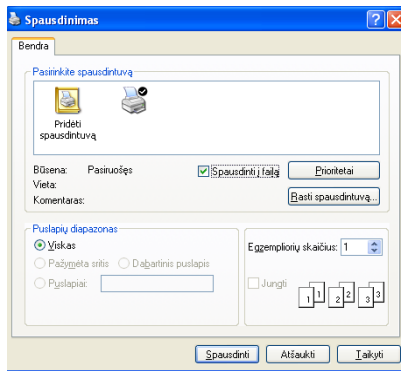 Spausdinimas
Bendra
Pasirinkite spausdintuvą
Pridėti
spausdintuvą
Būsena: Pasiruošęs
Spausdinti į failą
Prioritetai
Vieta:
Komentaras:
Rasti spausdintuvą...
Puslapių diapazonas
Viskas
Pažymėta sritis
Dabartinis puslapis
Puslapiai:
Egzempliorių skaičius: 1
Jungti
1 1 2 2 3 3
Spausdinti
Atšaukti
Taikyti